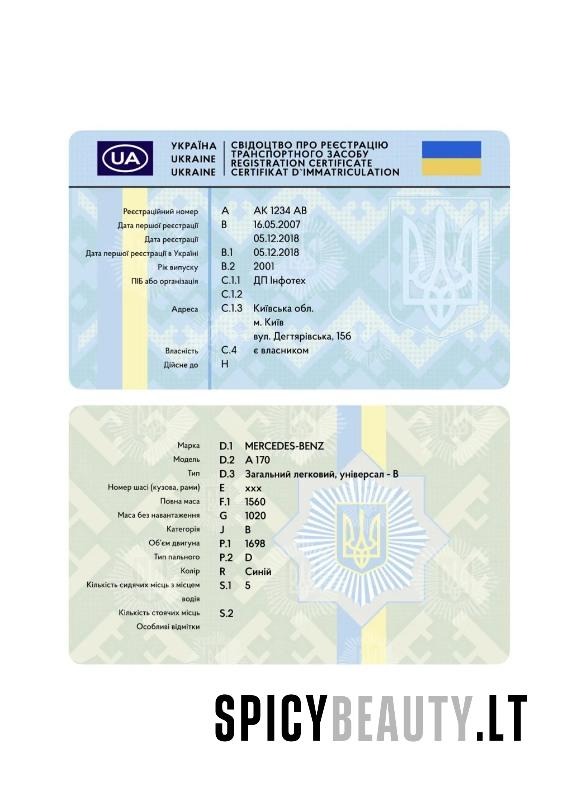 UA
УКРАЇНА
UKRAINE
UKRAINE
СВІДОЦТВО ПРО РЕЄСТРАЦІЮ
ТРАНСПОРТНОГО ЗАСОБУ
REGISTRATION CERTIFICATE
CERTIFIKAT D`IMMATRICULATION
Реєстраційний номер A АК 1234 АВ
Дата першої реєстрації B 16.05.2007
Дата реєстрації 05.12.2018
Дата першої реєстрації в Україні B.1 05.12.2018
Рік випуску B.2 2001
ПІБ або організація C.1.1 ДП Інфотех
C.1.2
Адреса C.1.3 Київська обл.
м. Київ
вул. Дегтярівська, 15б
Власність C.4 є власником
Дійсне до H
Марка D.1 MERCEDES-BENZ
Модель D.2 A 170
Тип D.3 Загальний легковий, універсал - В
Номер шасі (кузова, рами) E xxx
Повна маса F.1 1560
Маса без навантаження G 1020
Категорія J B
Об'єм двигуна P.1 1698
Тип пального P.2 D
Колір R Синій
Кількість сидячих місць з місцем S.1 5
водія
Кількість стоячих місць S.2
Особливі відмітки
SPICYBEAUTY.LT